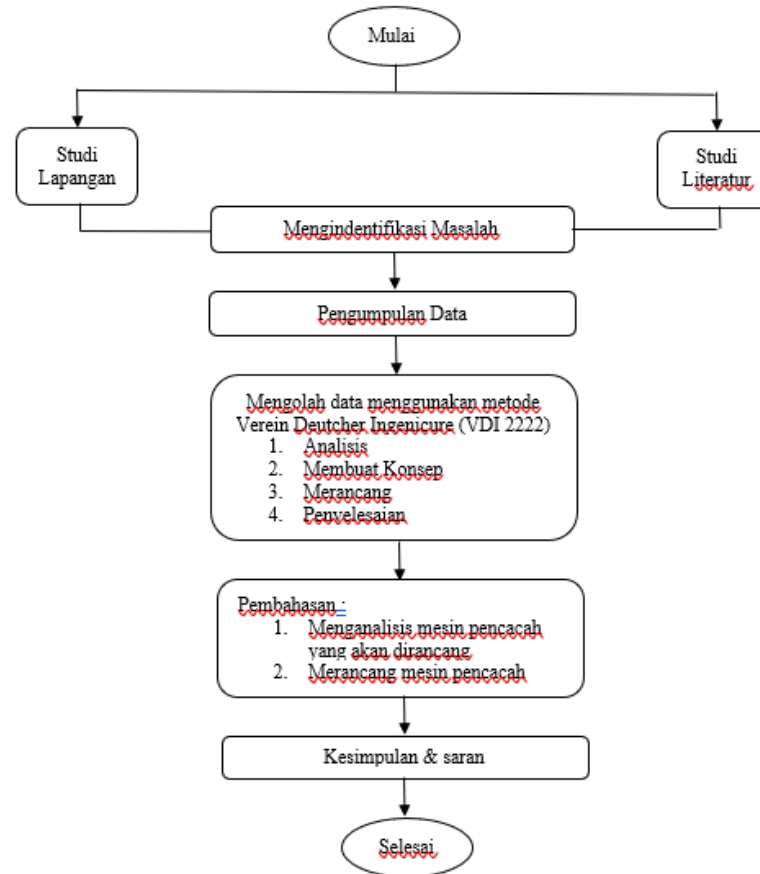 Mulai
Studi
Lapangan
Studi
Literatur
Mengindentifikasi Masalah
Pengumpulan Data
Mengolah data menggunakan metode
Verein Deutcher Ingenicure (VDI 2222)
1. Analisis
2. Membuat Konsep
3. Merancang
4. Penyelesaian
Pembahasan :
1. Menganalisis mesin pencacah
yang akan dirancang
2. Merancang mesin pencacah
Kesimpulan & saran
Selesai